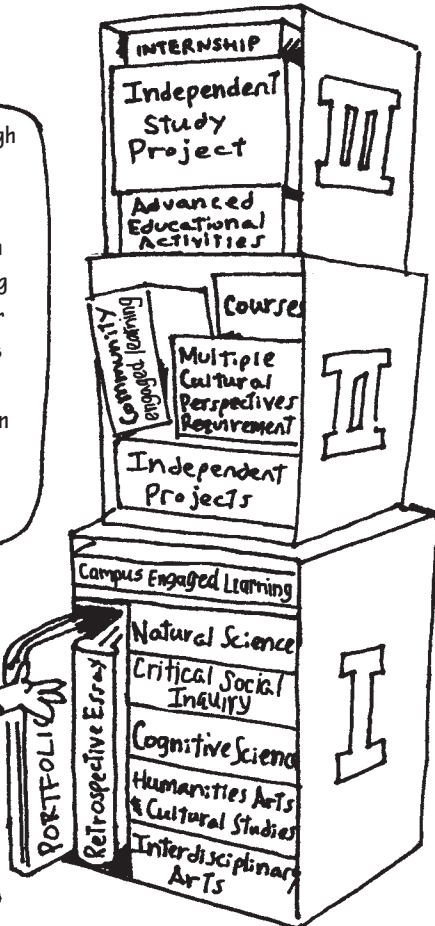 INTERNSHIP
Independent
Study
Project
Advanced
Educational
Activities
III
Community
engaged learning
Courses
Multiple
Cultural
Perspectives
Requirement
Independent
Projects
II
Campus Engaged Learning
Natural Science
Critical Social
Inquiry
Cognitive Scienc
Humanities Arts
& Cultural Studies
Interdisciplinary
Arts
I
Retrospective Essay
PORTFOLIO